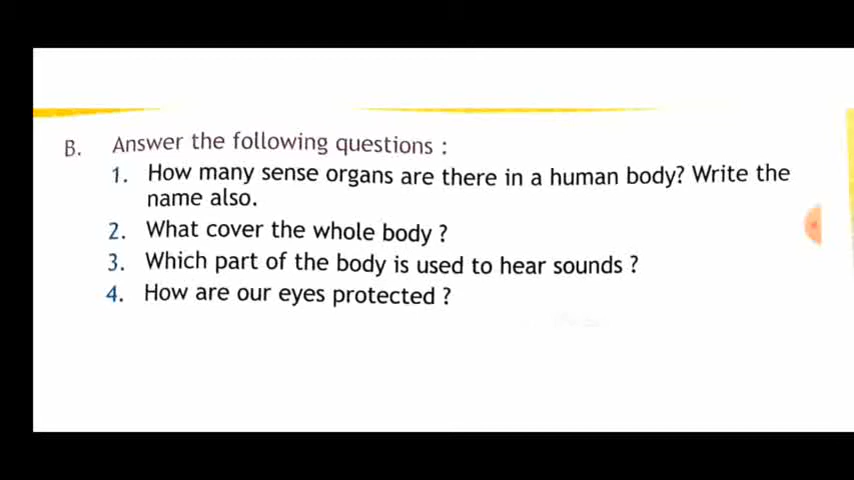 B. Answer the following questions :
1. How many sense organs are there in a human body? Write the
name also.
2. What cover the whole body ?
3. Which part of the body is used to hear sounds ?
4. How are our eyes protected ?